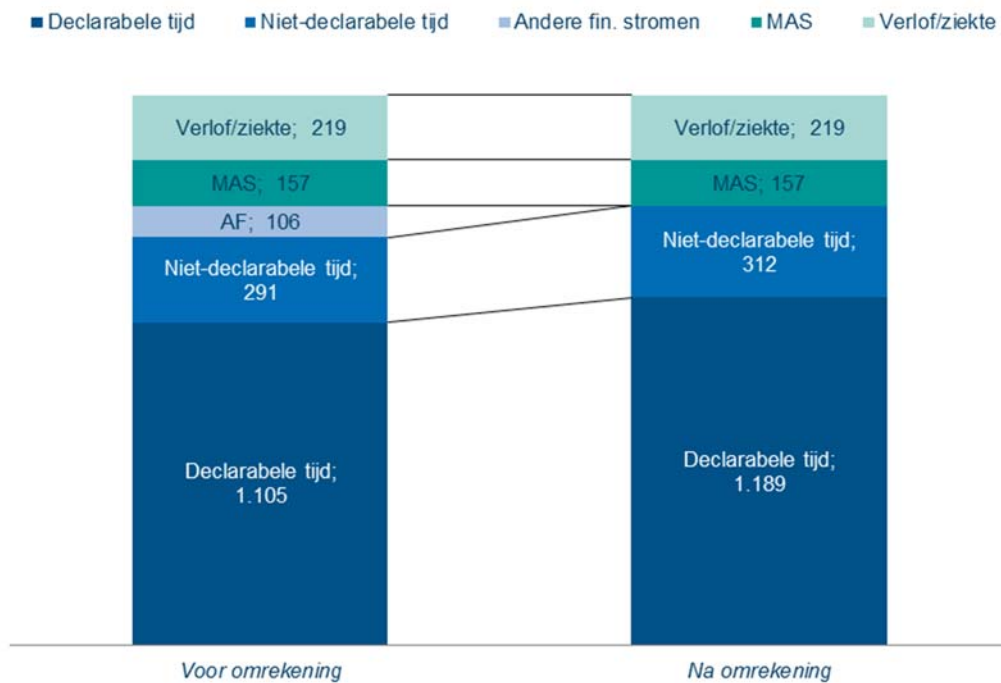 Declarabele tijd Niet-declarabele tijd Andere fin. stromen MAS Verlof/ziekte
Verlof/ziekte; 219
MAS; 157
AF; 106
Niet-declarabele tijd;
291
Declarabele tijd;
1.105
Verlof/ziekte; 219
MAS; 157
Niet-declarabele tijd;
312
Declarabele tijd;
1.189
Voor omrekening
Na omrekening